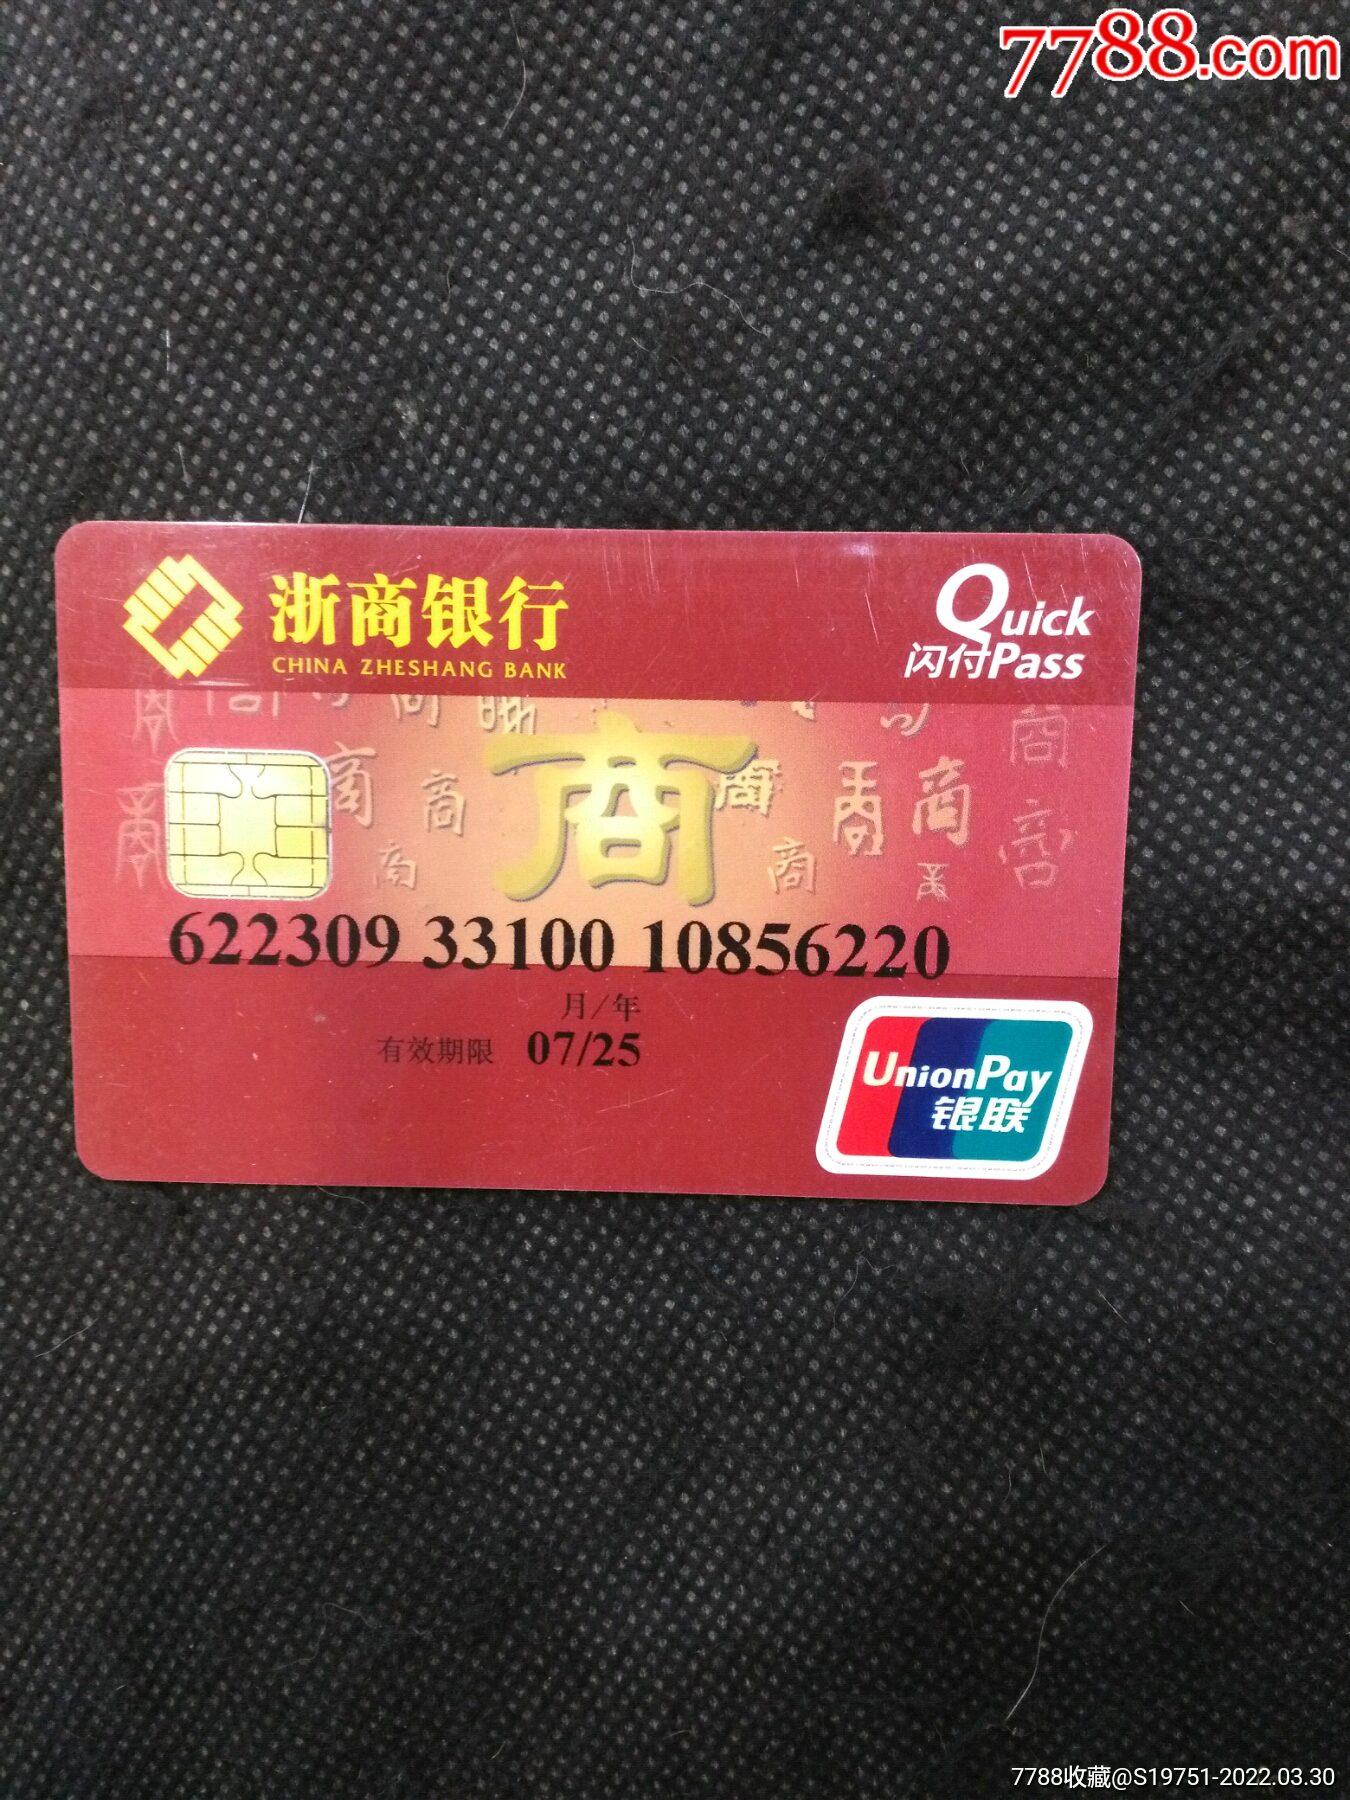 7788.com
浙商银行
CHINA ZHESHANG BANK
Quick
闪付Pass
商
622309 33100 10856220
月/年
有效期限 07/25
UnionPay
银联
7788收藏@S19751-2022.03.30